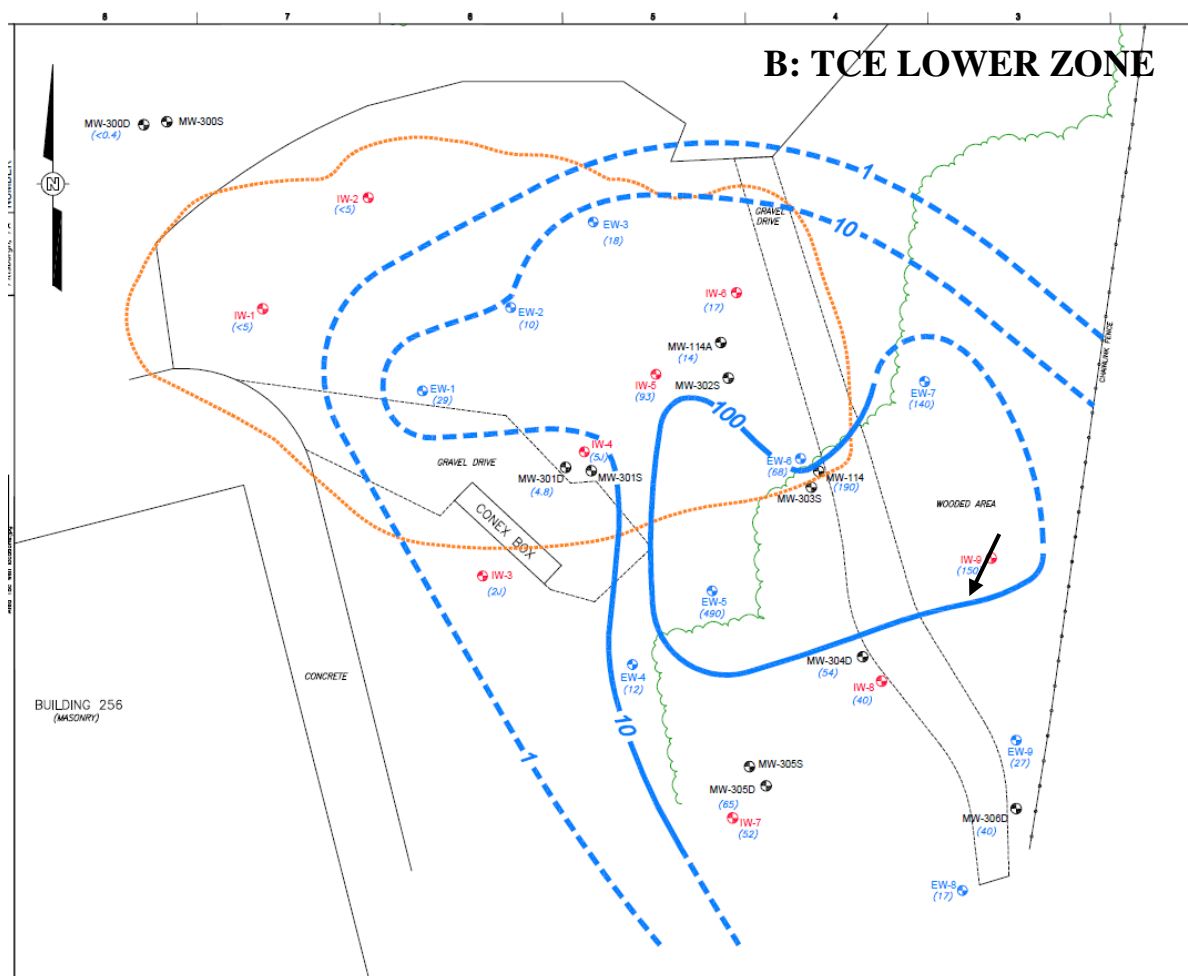 8
7
6
5
4
3
B: TCE LOWER ZONE
MW-300D
(<0.4)
MW-300S
N
IW-2
(<5)
1
EW-3
(18)
GRAVEL
DRIVE
10
IW-1
(<5)
EW-2
(10)
IW-6
(17)
MW-114A
(14)
CHAINLINK FENCE
EW-1
(29)
IW-5
(93)
MW-302S
EW-7
(140)
100
IW-4
(5J)
GRAVEL DRIVE
MW-301D
(4.8)
MW-301S
EW-6
(68)
MW-114
(190)
MW-303S
WOODED AREA
CONEX BOX
IW-9
(150)
IW-3
(2J)
EW-5
(490)
EW-4
(12)
MW-304D
(54)
IW-8
(40)
CONCRETE
BUILDING 256
(MASONRY)
10
1
EW-9
(27)
MW-305S
MW-305D
(65)
IW-7
(52)
MW-306D
(40)
EW-8
(17)